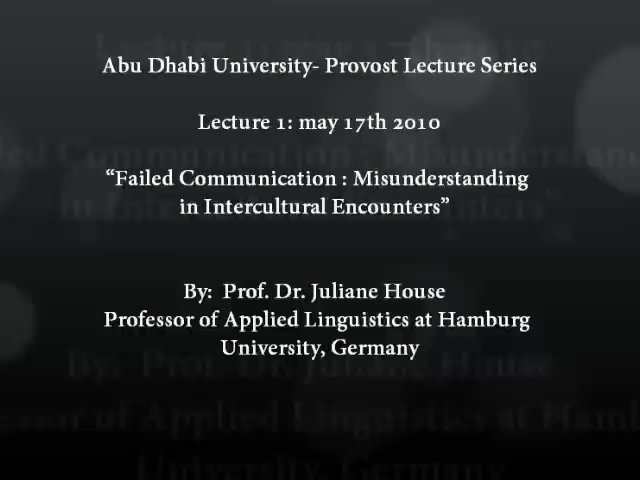 Abu Dhabi University- Provost Lecture Series
Lecture 1: may 17th 2010
“Failed Communication : Misunderstanding
in Intercultural Encounters”
By: Prof. Dr. Juliane House
Professor of Applied Linguistics at Hamburg
University, Germany